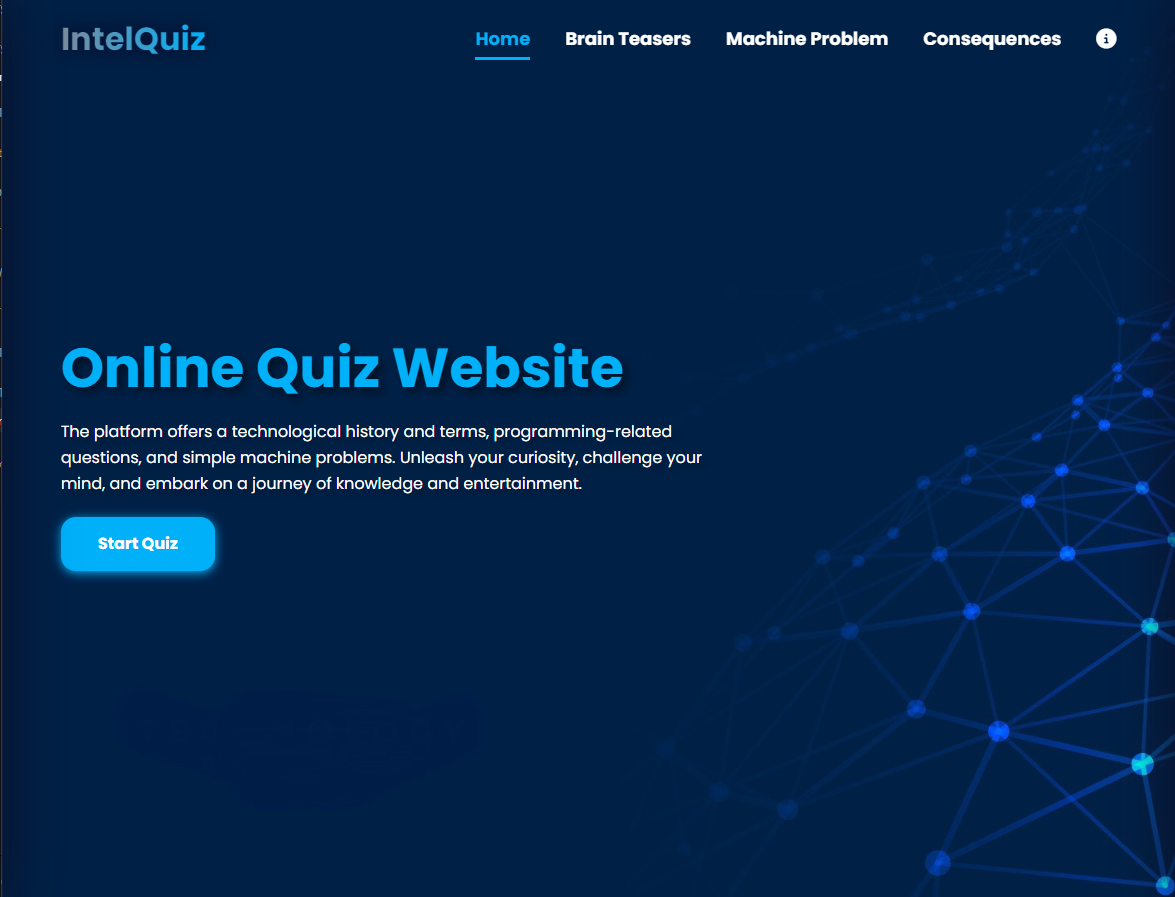 IntelQuiz
Home
Brain Teasers
Machine Problem
Consequences
Online Quiz Website
The platform offers a technological history and terms, programming-related
questions, and simple machine problems. Unleash your curiosity, challenge your
mind, and embark on a journey of knowledge and entertainment.
Start Quiz